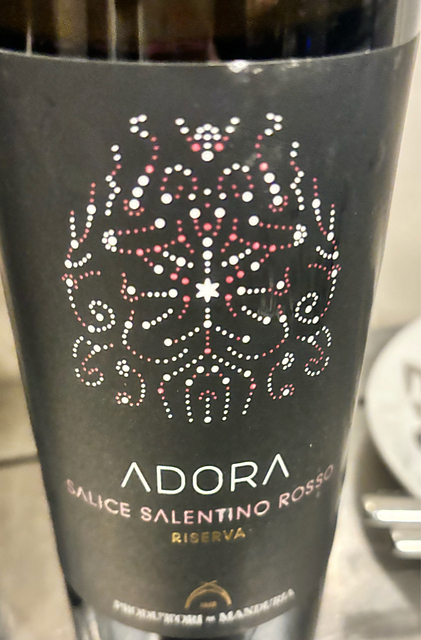 ADORA
SALICE SALENTINO ROSSO
RISERVA
PRODUTTORI DI MANDURIA